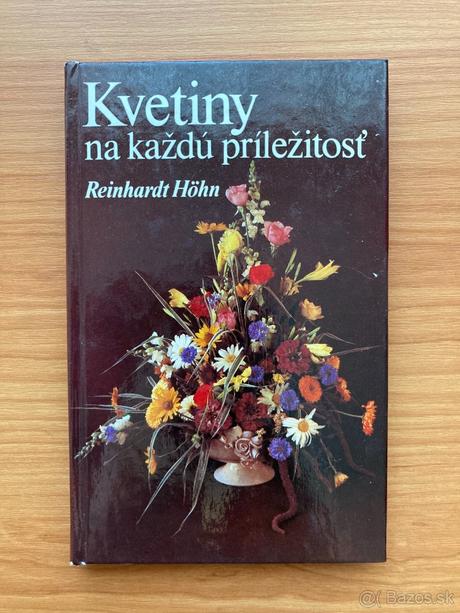 Kvetiny
na každú príležitosť
Reinhardt Höhn
@( Bazos.sk